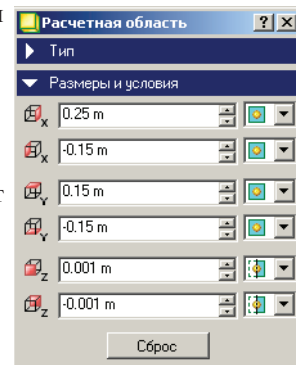 Расчетная область
Тип
Размеры и условия
X 0.25 m
X -0.15 m
Y 0.15 m
Y -0.15 m
Z 0.001 m
Z -0.001 m
Сброс